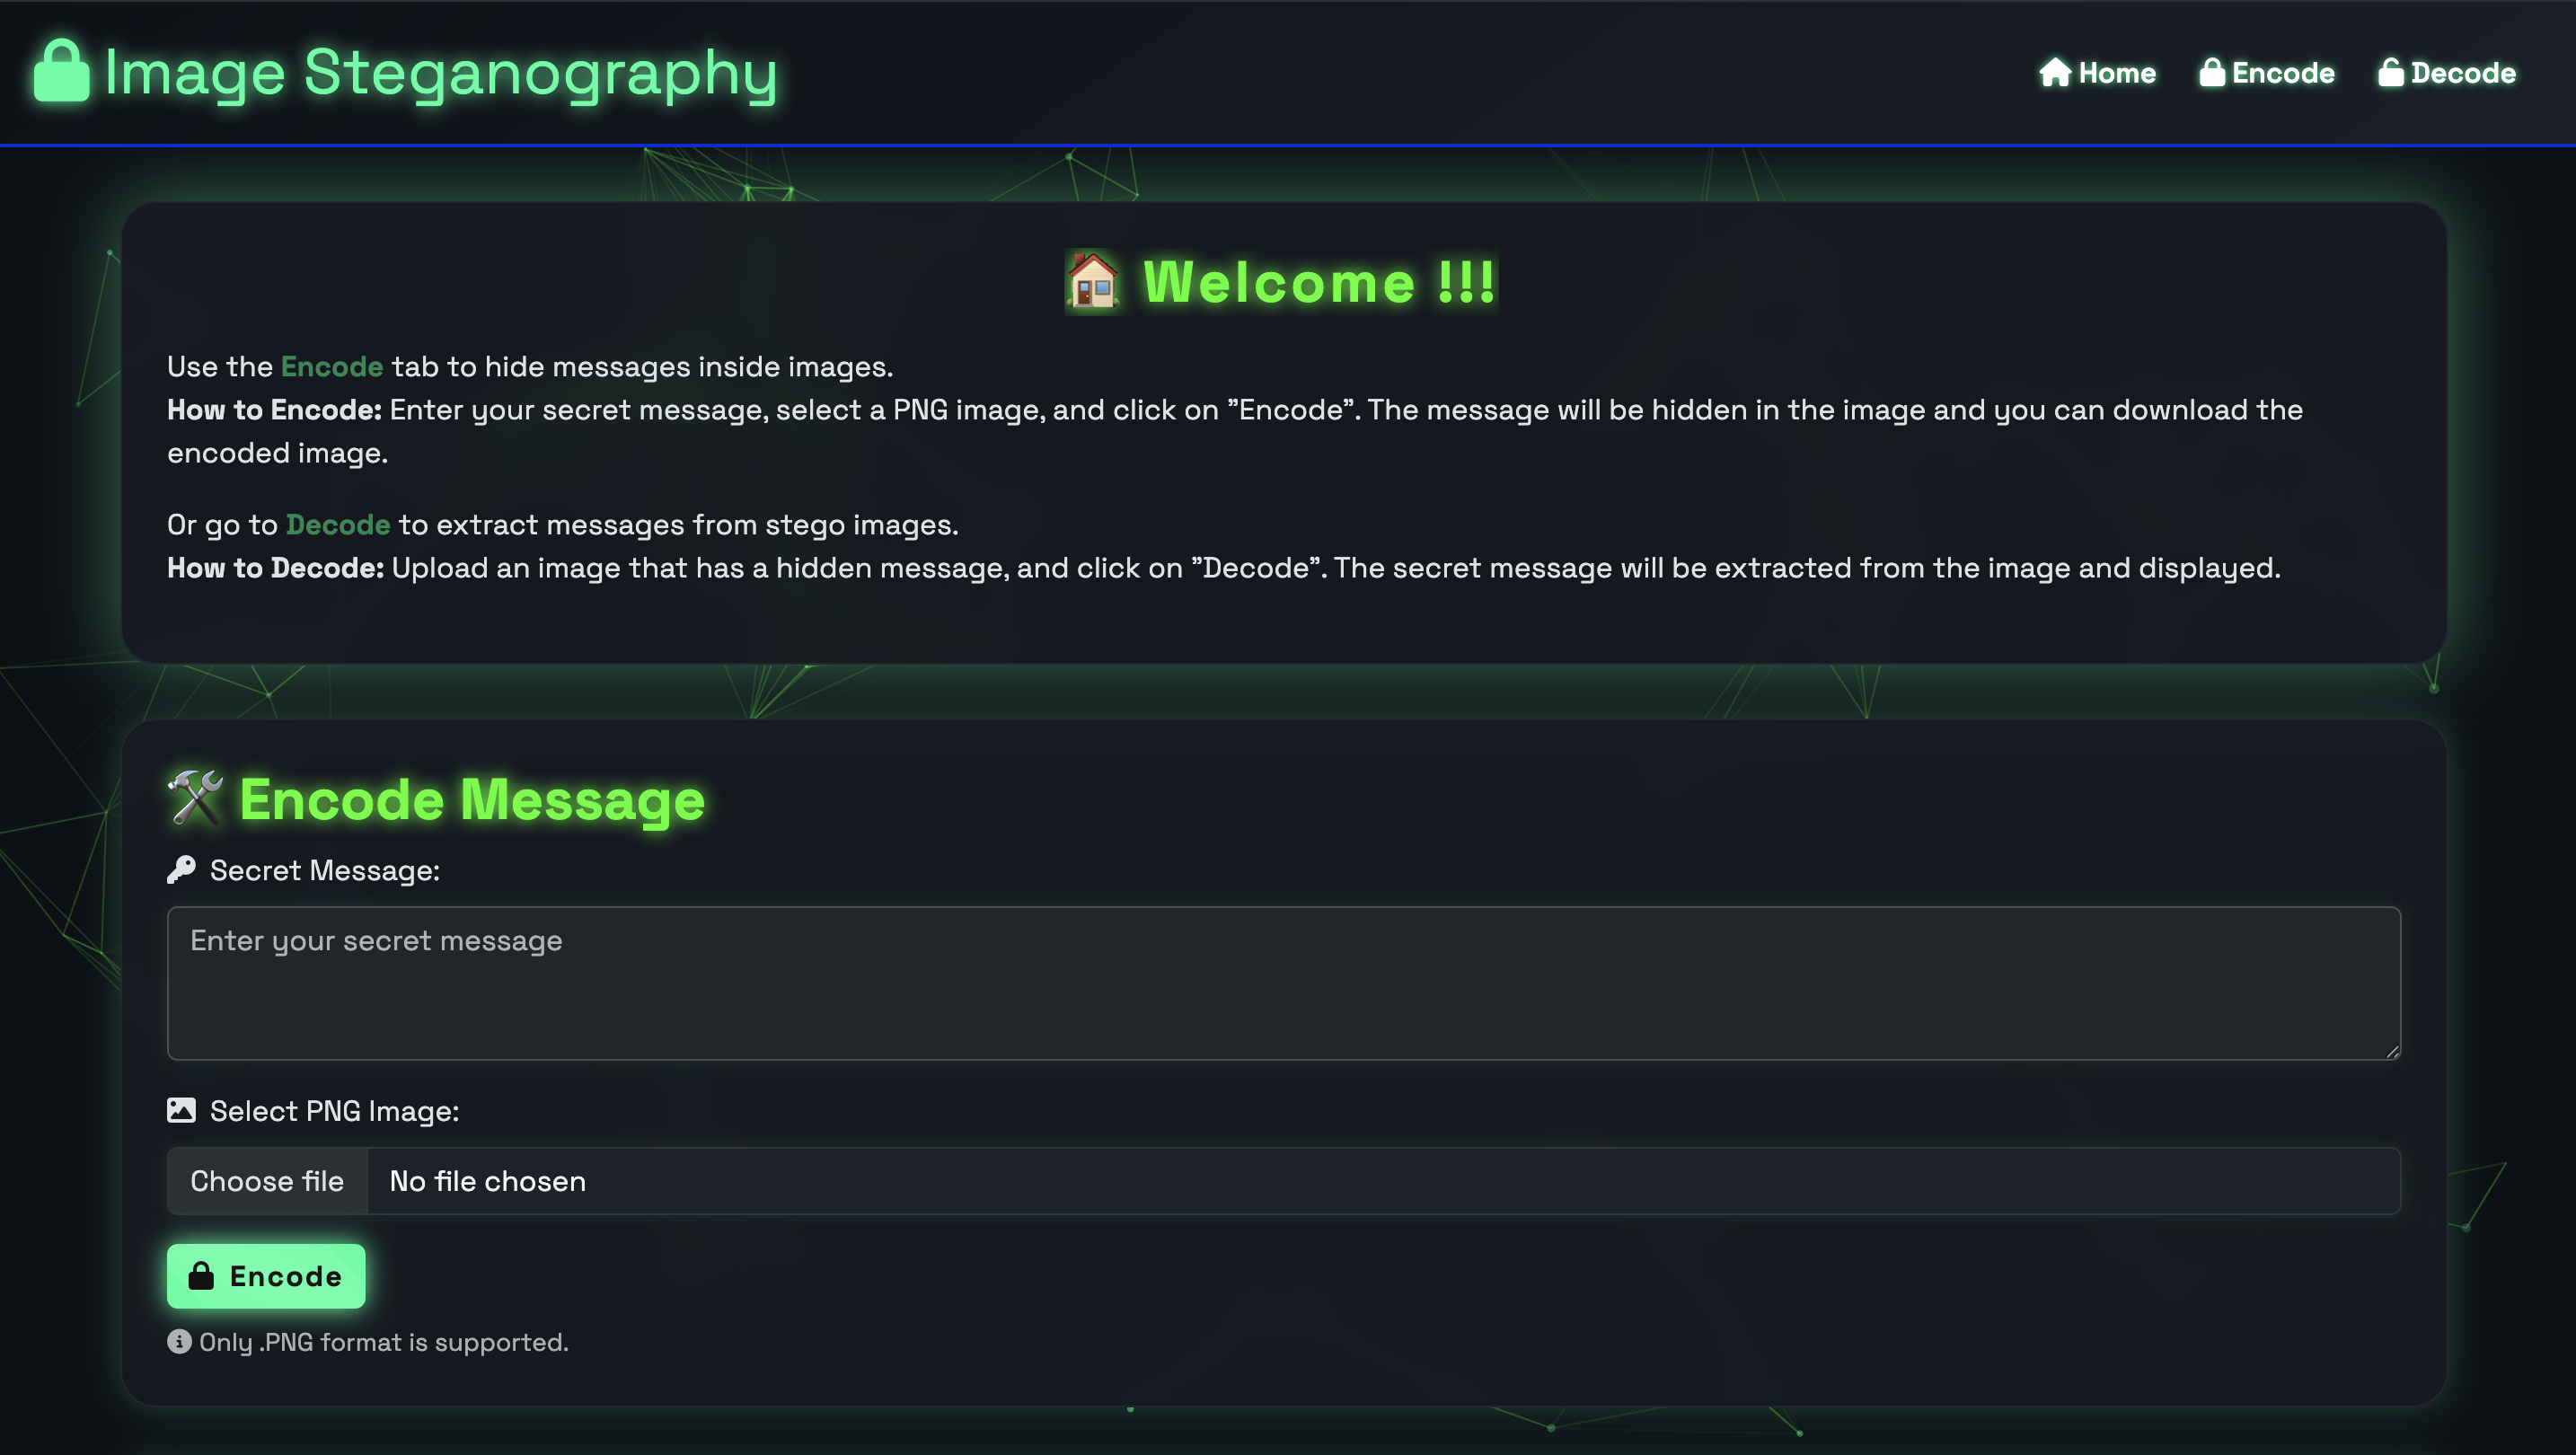 Image Steganography
Home
Encode
Decode
Welcome !!!
Use the Encode tab to hide messages inside images.
How to Encode: Enter your secret message, select a PNG image, and click on "Encode". The message will be hidden in the image and you can download the
encoded image.
Or go to Decode to extract messages from stego images.
How to Decode: Upload an image that has a hidden message, and click on "Decode". The secret message will be extracted from the image and displayed.
Encode Message
Secret Message:
Enter your secret message
Select PNG Image:
Choose file No file chosen
Encode
Only .PNG format is supported.